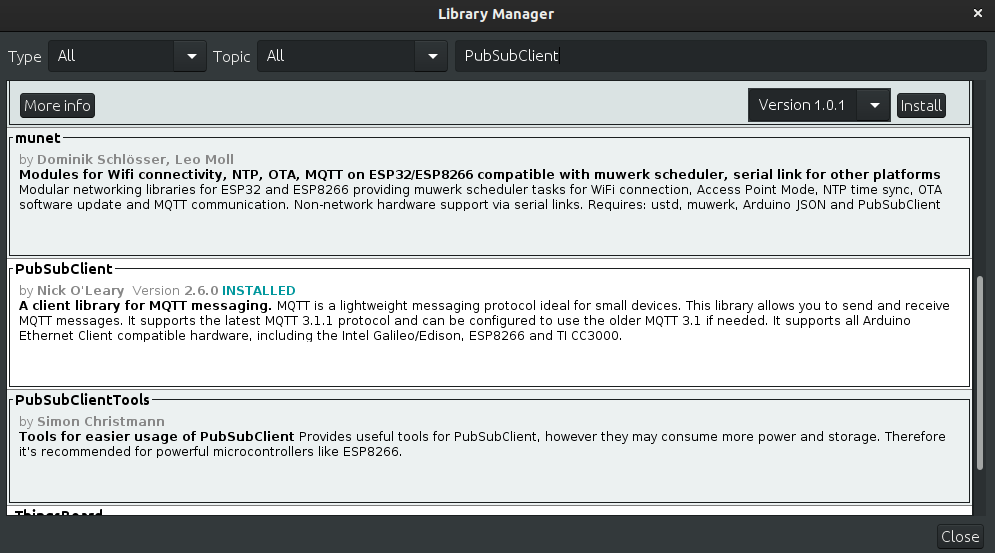 Library Manager
×
Type All Topic All PubSubClient
More info Version 1.0.1 Install
munet
by Dominik Schlösser, Leo Moll
Modules for Wifi connectivity, NTP, OTA, MQTT on ESP32/ESP8266 compatible with muwerk scheduler, serial link for other platforms
Modular networking libraries for ESP32 and ESP8266 providing muwerk scheduler tasks for WiFi connection, Access Point Mode, NTP time sync, OTA
software update and MQTT communication. Non-network hardware support via serial links. Requires: ustd, muwerk, Arduino JSON and PubSubClient
PubSubClient
by Nick O'Leary Version 2.6.0 INSTALLED
A client library for MQTT messaging. MQTT is a lightweight messaging protocol ideal for small devices. This library allows you to send and receive
MQTT messages. It supports the latest MQTT 3.1.1 protocol and can be configured to use the older MQTT 3.1 if needed. It supports all Arduino
Ethernet Client compatible hardware, including the Intel Galileo/Edison, ESP8266 and TI CC3000.
PubSubClientTools
by Simon Christmann
Tools for easier usage of PubSubClient Provides useful tools for PubSubClient, however they may consume more power and storage. Therefore
it's recommended for powerful microcontrollers like ESP8266.
ThingsBoard
Close